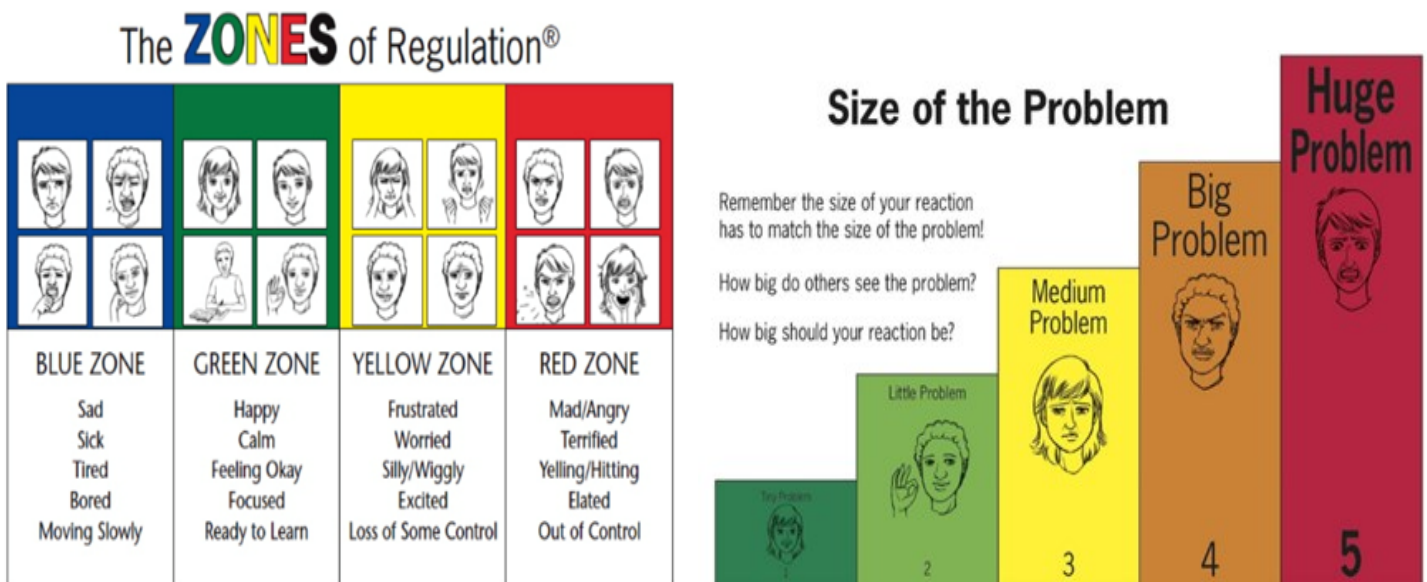 The ZONES of Regulation®
BLUE ZONE
Sad
Sick
Tired
Bored
Moving Slowly
GREEN ZONE
Happy
Calm
Feeling Okay
Focused
Ready to Learn
YELLOW ZONE
Frustrated
Worried
Silly/Wiggly
Excited
Loss of Some Control
RED ZONE
Mad/Angry
Terrified
Yelling/Hitting
Elated
Out of Control
Size of the Problem
Remember the size of your reaction
has to match the size of the problem!
How big do others see the problem?
How big should your reaction be?
Tiny Problem
1
Little Problem
2
Medium
Problem
3
Big
Problem
4
Huge
Problem
5